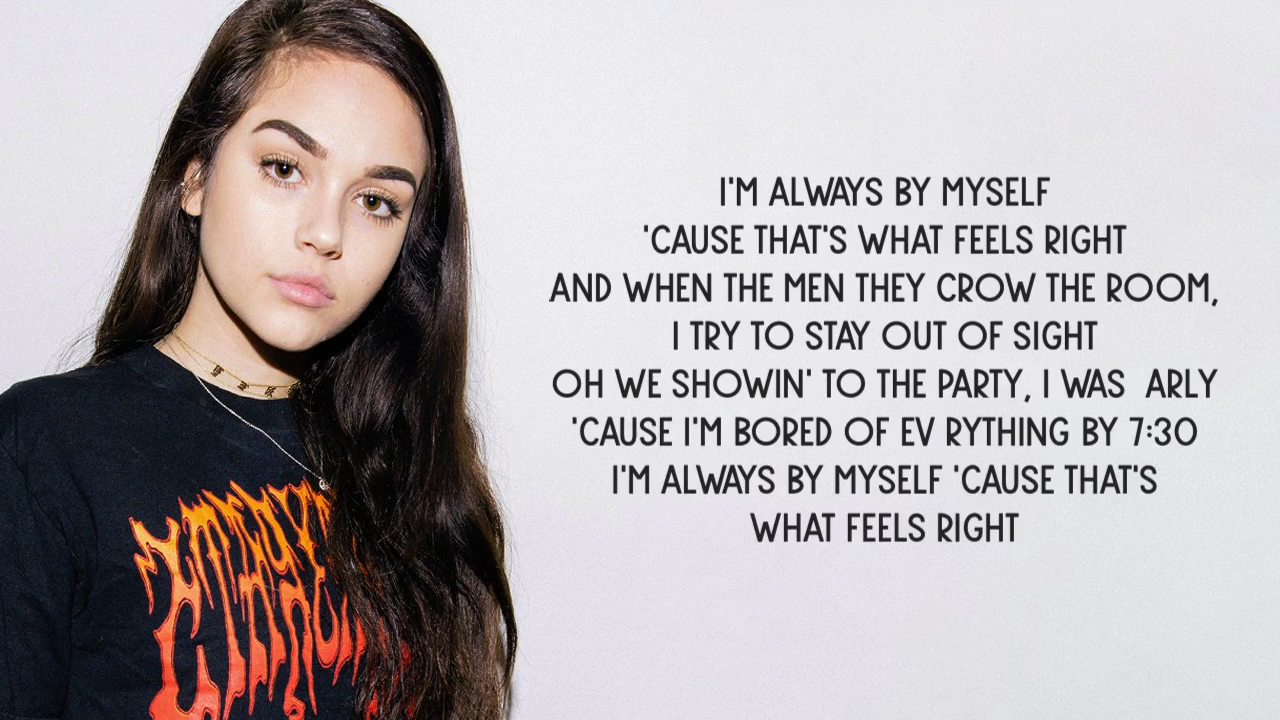 I'M ALWAYS BY MYSELF
'CAUSE THAT'S WHAT FEELS RIGHT
AND WHEN THE MEN THEY CROW THE ROOM,
I TRY TO STAY OUT OF SIGHT
OH WE SHOWIN' TO THE PARTY, I WAS  ARLY
'CAUSE I'M BORED OF EV RYTHING BY 7:30
I'M ALWAYS BY MYSELF 'CAUSE THAT'S
WHAT FEELS RIGHT